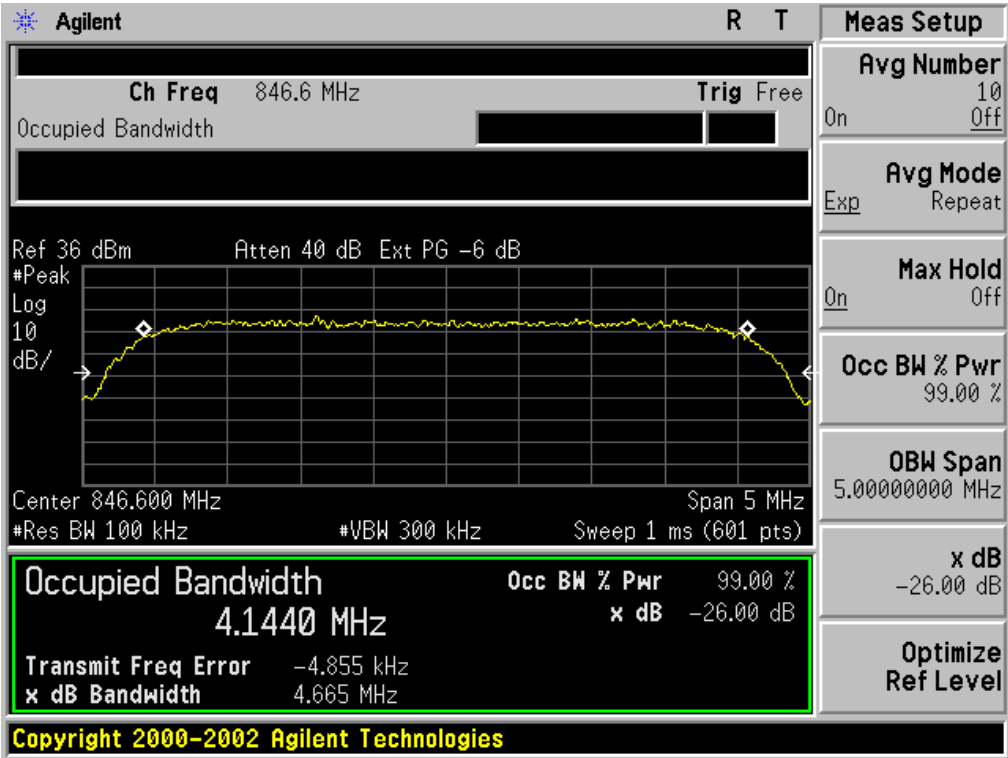 Agilent R T
Ch Freq 846.6 MHz Trig Free
Occupied Bandwidth
Ref 36 dBm Atten 40 dB Ext PG -6 dB
#Peak
Log
10
dB/
Center 846.600 MHz Span 5 MHz
#Res BW 100 kHz #VBW 300 kHz Sweep 1 ms (601 pts)
Occupied Bandwidth
4.1440 MHz
Occ BW % Pwr 99.00 %
x dB -26.00 dB
Transmit Freq Error -4.855 kHz
x dB Bandwidth 4.665 MHz
Copyright 2000-2002 Agilent Technologies
Meas Setup
Avg Number
10
On Off
Avg Mode
Exp Repeat
Max Hold
On Off
Occ BW % Pwr
99.00 %
OBW Span
5.00000000 MHz
x dB
-26.00 dB
Optimize
Ref Level